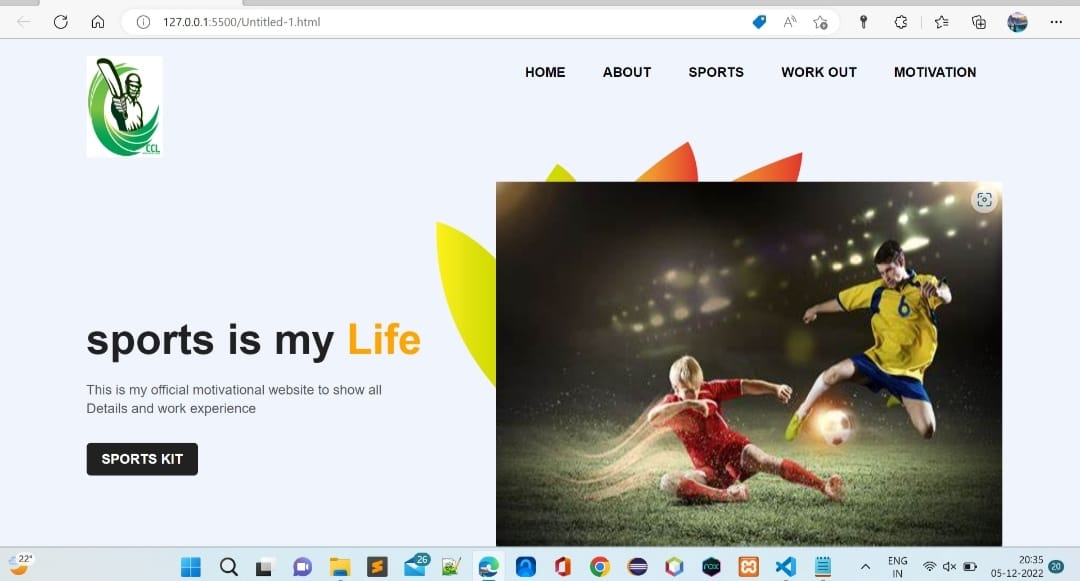 127.0.0.1:5500/Untitled-1.html
CCL
HOME ABOUT SPORTS WORK OUT MOTIVATION
6
sports is my Life
This is my official motivational website to show all
Details and work experience
SPORTS KIT
22°
26
ENG
IN
20:35
05-12-2022
20